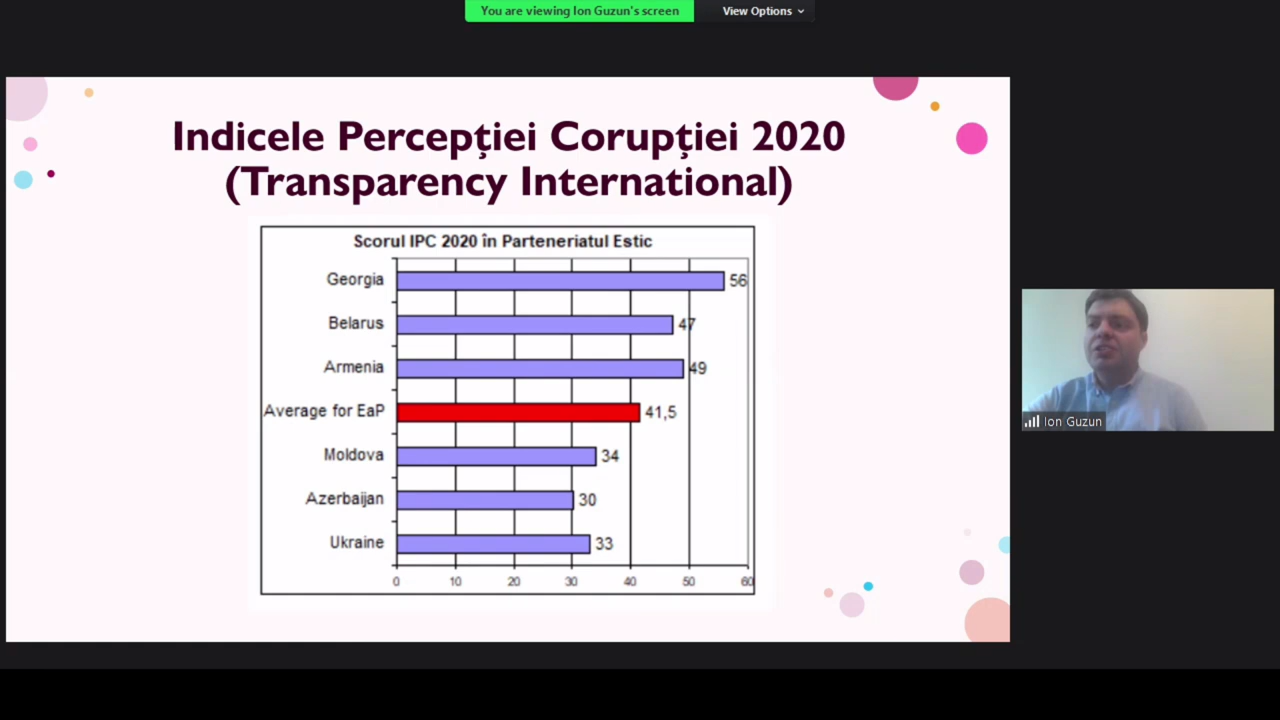 You are viewing Ion Guzun's screen
View Options
Indicele Percepției Corupției 2020
(Transparency International)
Scorul IPC 2020 în Parteneriatul Estic
Georgia 56
Belarus 47
Armenia 49
Average for EaP 41,5
Moldova 34
Azerbaijan 30
Ukraine 33
0 10 20 30 40 50 60
Ion Guzun